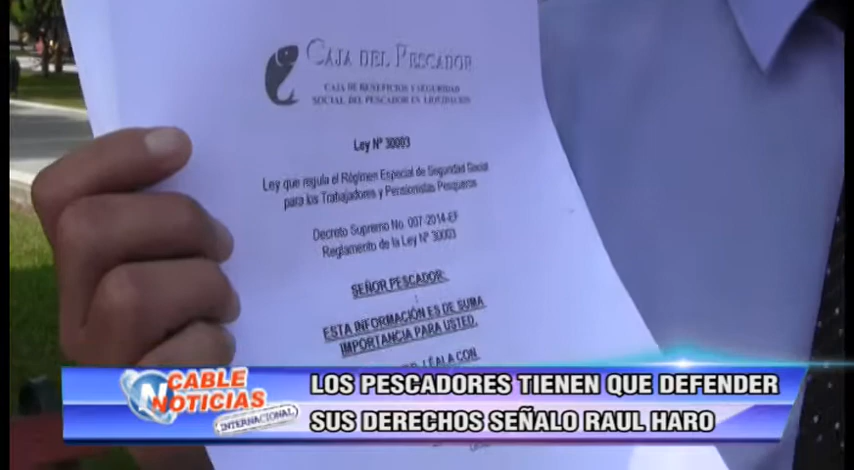 CAJA DEL PESCADOR
CAJA DE BENEFICIOS Y SEGURIDAD
SOCIAL DEL PESCADOR EN LIQUIDACION
Ley Nº 30003
Ley que regula el Régimen Especial de Seguridad Social
para los Trabajadores y Pensionistas Pesqueros
Decreto Supremo No. 007-2014-EF
Reglamento de la Ley Nº 30003
SEÑOR PESCADOR:
ESTA INFORMACIÓN ES DE SUMA
IMPORTANCIA PARA USTED.
LÉALA CON
CABLE
NOTICIAS
INTERNACIONAL
LOS PESCADORES TIENEN QUE DEFENDER
SUS DERECHOS SEÑALO RAUL HARO